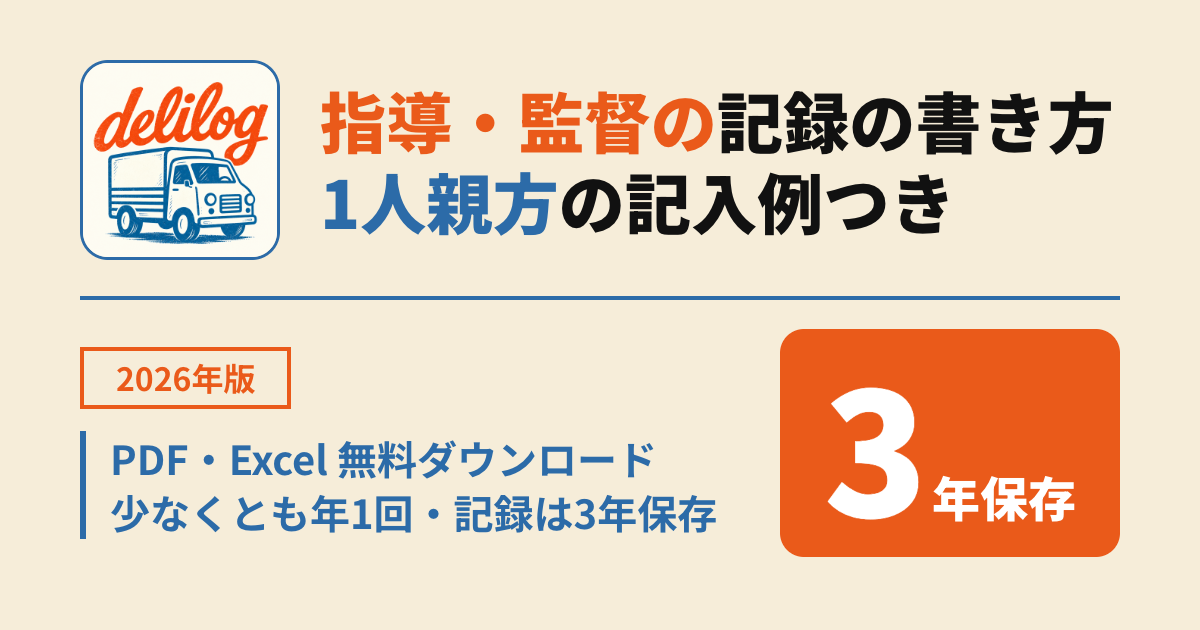 delilog
指導・監督の記録の書き方
1人親方の記入例つき
2026年版
PDF・Excel 無料ダウンロード
少なくとも年1回・記録は3年保存
3年保存